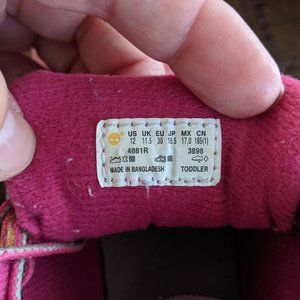 US UK EU JP MX CN
12 11.5 30 18.5 17.0 185(1)
4881R 3898
MADE IN BANGLADESH TODDLER